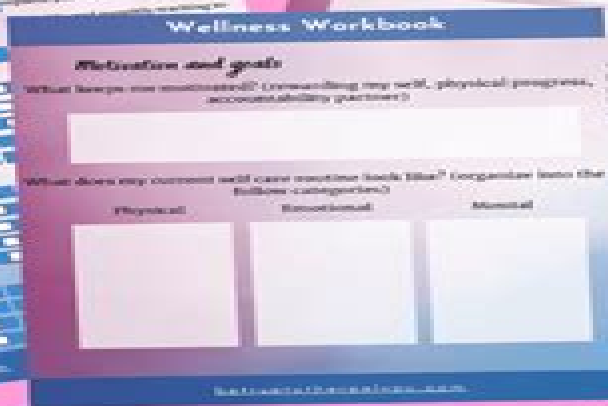 Wellness Workbook
Motivation and goals
What keeps me motivated? (rewarding my self, physical progress,
accountability partner)
What does my current self care routine look like? (organize into the
follow categories)
Physical
Emotional
Mental